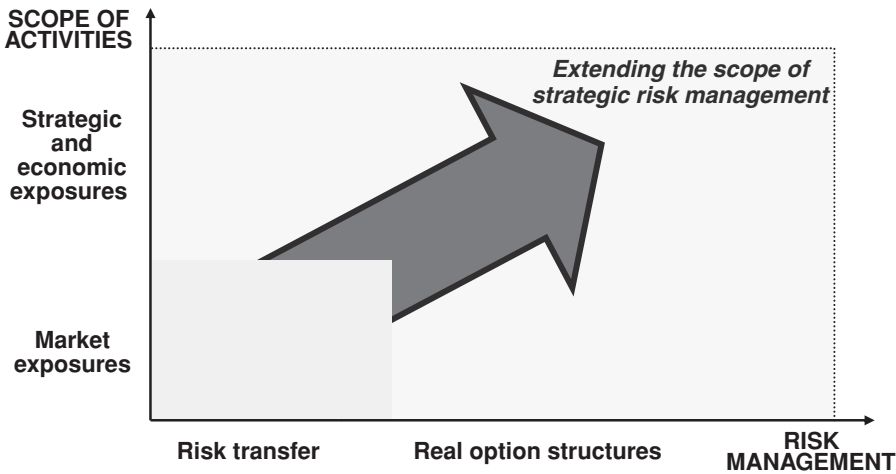 SCOPE OF
ACTIVITIES
Extending the scope of
strategic risk management
Strategic
and
economic
exposures
Market
exposures
Risk transfer
Real option structures
RISK
MANAGEMENT